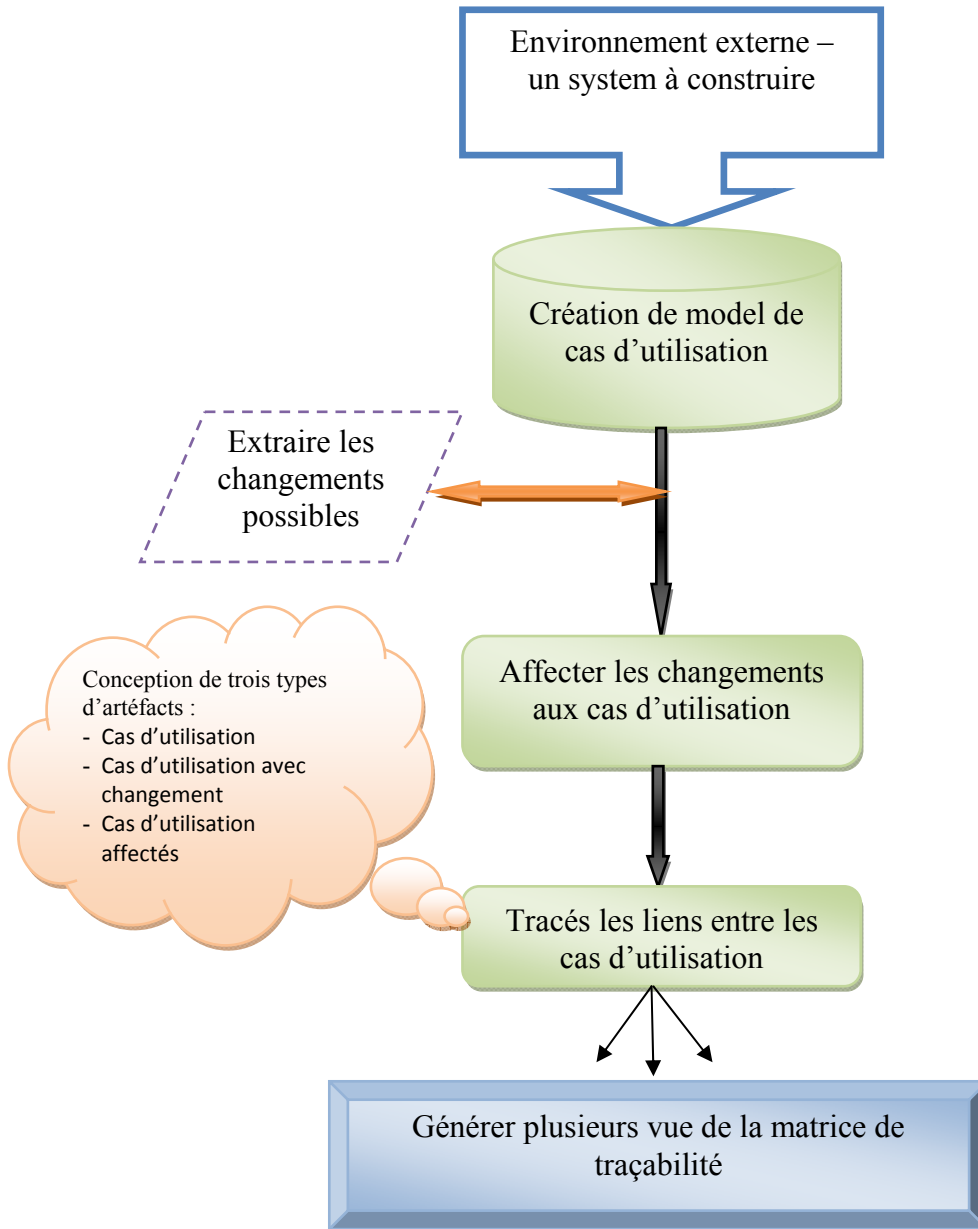 Environnement externe –
un system à construire
Création de model de
cas d’utilisation
Extraire les
changements
possibles
Affecter les changements
aux cas d’utilisation
Conception de trois types
d’artéfacts :
- Cas d’utilisation
- Cas d’utilisation avec
changement
- Cas d’utilisation
affectés
Tracés les liens entre les
cas d’utilisation
Générer plusieurs vue de la matrice de
traçabilité